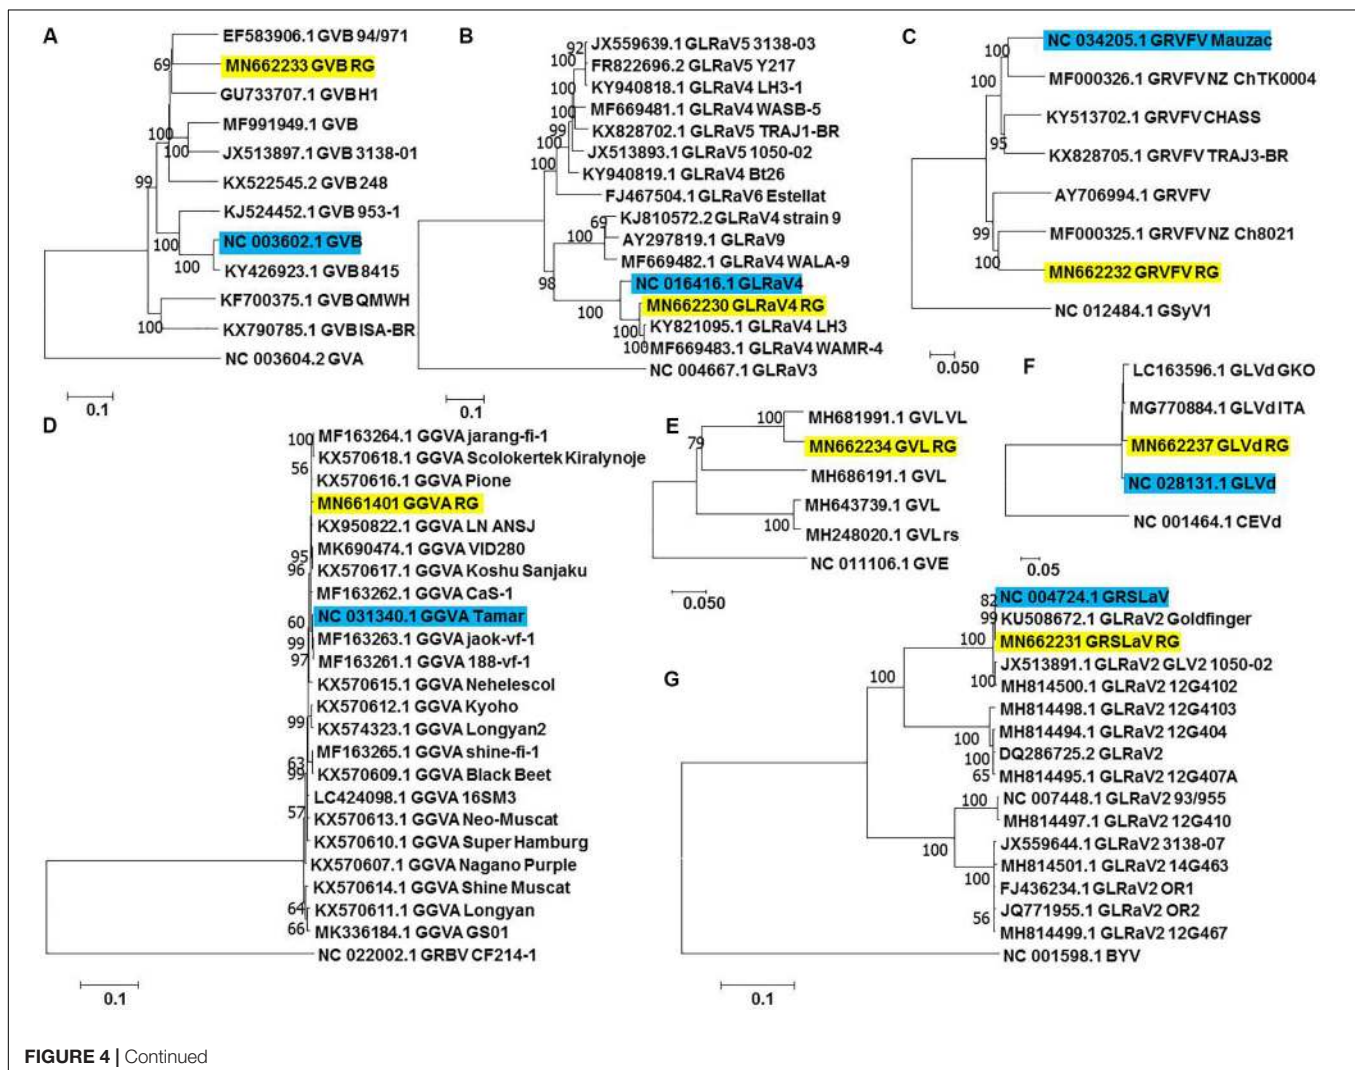 A
EF583906.1 GVB 94/971
MN662233 GVB RG
69
GU733707.1 GVB H1
MF991949.1 GVB
100
100
JX513897.1 GVB 3138-01
99
KX522545.2 GVB 248
KJ524452.1 GVB 953-1
100
NC 003602.1 GVB
100
KY426923.1 GVB 8415
KF700375.1 GVB QMWH
100
KX790785.1 GVB ISA-BR
NC 003604.2 GVA
0.1
B
92
JX559639.1 GLRaV5 3138-03
100
FR822696.2 GLRaV5 Y217
100
KY940818.1 GLRaV4 LH3-1
100
MF669481.1 GLRaV4 WASB-5
99
KX828702.1 GLRaV5 TRAJ1-BR
100
JX513893.1 GLRaV5 1050-02
100
KY940819.1 GLRaV4 Bt26
FJ467504.1 GLRaV6 Estellat
69
KJ810572.2 GLRaV4 strain 9
100
AY297819.1 GLRaV9
MF669482.1 GLRaV4 WALA-9
98
NC 016416.1 GLRaV4
MN662230 GLRaV4 RG
100
KY821095.1 GLRaV4 LH3
100
MF669483.1 GLRaV4 WAMR-4
NC 004667.1 GLRaV3
0.1
C
NC 034205.1 GRVFV Mauzac
100
MF000326.1 GRVFV NZ ChTK0004
100
KY513702.1 GRVFV CHASS
95
KX828705.1 GRVFV TRAJ3-BR
AY706994.1 GRVFV
99
MF000325.1 GRVFV NZ Ch8021
100
MN662232 GRVFV RG
NC 012484.1 GSyV1
0.050
D
100
MF163264.1 GGVA jarang-fi-1
KX570618.1 GGVA Scolokertek Kiralynoje
56
KX570616.1 GGVA Pione
MN661401 GGVA RG
KX950822.1 GGVA LN ANSJ
95
MK690474.1 GGVA VID280
96
KX570617.1 GGVA Koshu Sanjaku
MF163262.1 GGVA CaS-1
NC 031340.1 GGVA Tamar
60
MF163263.1 GGVA jaok-vf-1
99
97
MF163261.1 GGVA 188-vf-1
KX570615.1 GGVA Nehelescol
KX570612.1 GGVA Kyoho
99
KX574323.1 GGVA Longyan2
MF163265.1 GGVA shine-fi-1
63
98
KX570609.1 GGVA Black Beet
LC424098.1 GGVA 16SM3
57
KX570613.1 GGVA Neo-Muscat
KX570610.1 GGVA Super Hamburg
KX570607.1 GGVA Nagano Purple
KX570614.1 GGVA Shine Muscat
64
KX570611.1 GGVA Longyan
66
MK336184.1 GGVA GS01
NC 022002.1 GRBV CF214-1
0.1
E
100
MH681991.1 GVL VL
79
MN662234 GVL RG
MH686191.1 GVL
MH643739.1 GVL
100
MH248020.1 GVL rs
NC 011106.1 GVE
0.050
F
LC163596.1 GLVd GKO
MG770884.1 GLVd ITA
MN662237 GLVd RG
NC 028131.1 GLVd
NC 001464.1 CEVd
0.05
G
82
NC 004724.1 GRSLaV
99
KU508672.1 GLRaV2 Goldfinger
100
MN662231 GRSLaV RG
JX513891.1 GLRaV2 GLV2 1050-02
100
MH814500.1 GLRaV2 12G4102
100
MH814498.1 GLRaV2 12G4103
MH814494.1 GLRaV2 12G404
100
100
DQ286725.2 GLRaV2
65
MH814495.1 GLRaV2 12G407A
100
NC 007448.1 GLRaV2 93/955
MH814497.1 GLRaV2 12G410
100
JX559644.1 GLRaV2 3138-07
MH814501.1 GLRaV2 14G463
100
FJ436234.1 GLRaV2 OR1
56
JQ771955.1 GLRaV2 OR2
MH814499.1 GLRaV2 12G467
NC 001598.1 BYV
0.1
FIGURE 4 | Continued